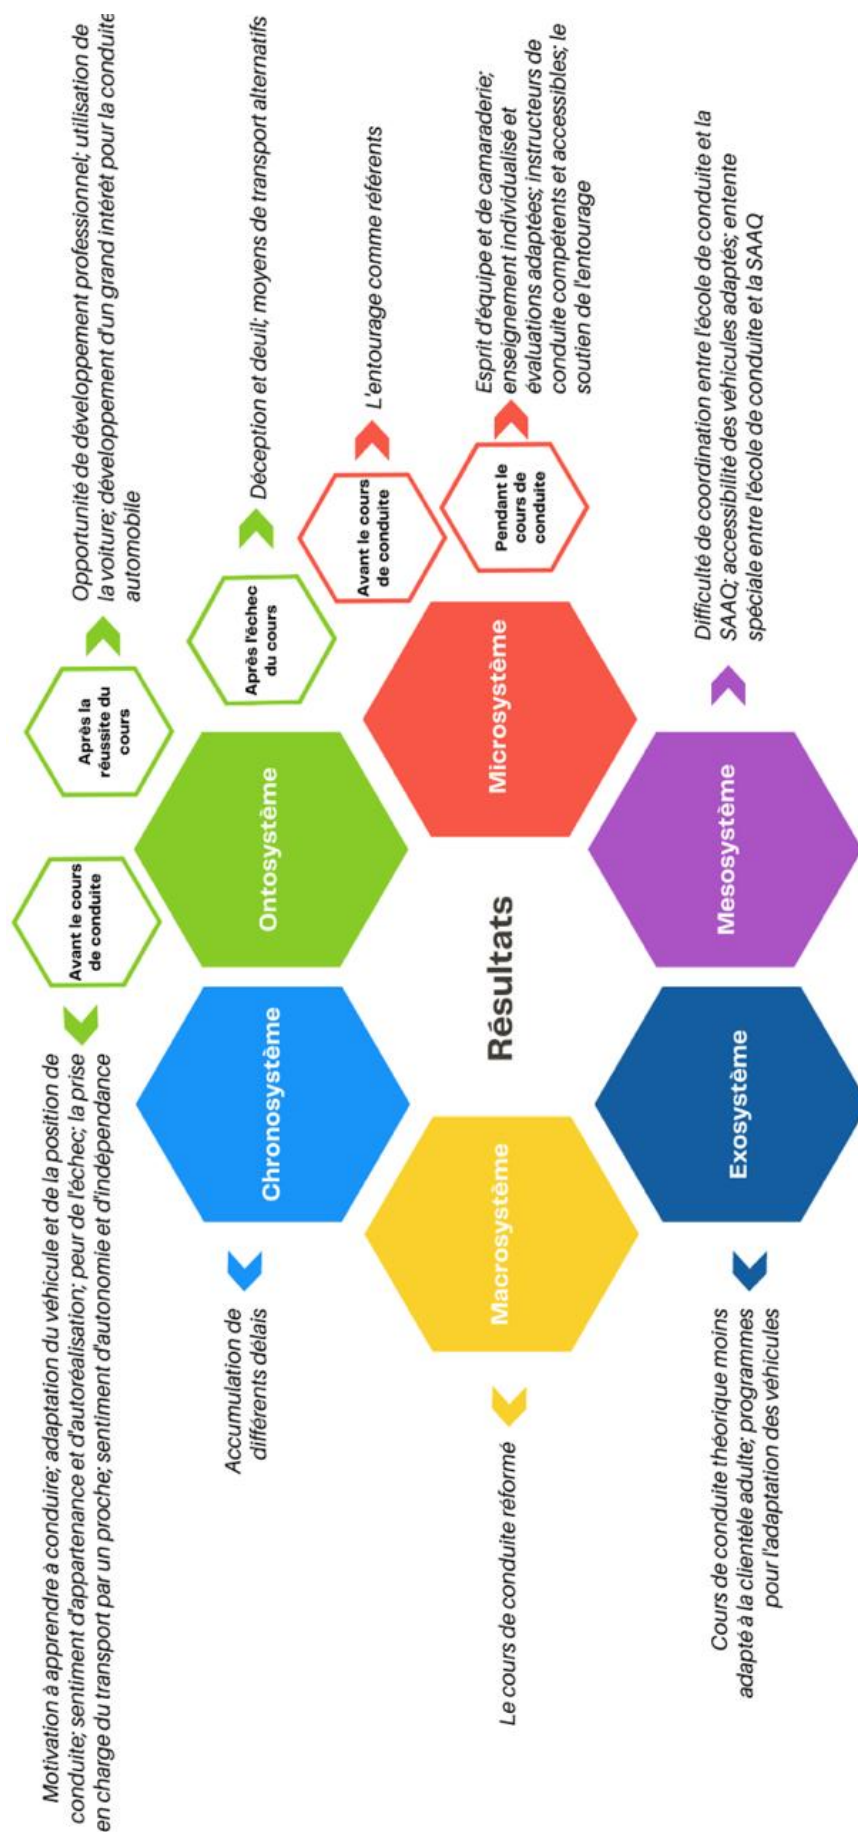 Motivation à apprendre à conduire; adaptation du véhicule et de la position de
conduite; sentiment d'appartenance et d'autoréalisation; peur de l'échec; la prise
en charge du transport par un proche; sentiment d'autonomie et d'indépendance
Avant le cours
de conduite
Après la
réussite du
cours
Opportunité de développement professionnel; utilisation de
la voiture; développement d'un grand intérêt pour la conduite
automobile
Après l'échec
du cours
Déception et deuil; moyens de transport alternatifs
Accumulation de
différents délais
Chronosystème
Ontosystème
Avant le cours
de conduite
L'entourage comme référents
Le cours de conduite réformé
Macrosystème
Résultats
Microsystème
Pendant le
cours de
conduite
Esprit d'équipe et de camaraderie;
enseignement individualisé et
évaluations adaptées; instructeurs de
conduite compétents et accessibles; le
soutien de l'entourage
Cours de conduite théorique moins
adapté à la clientèle adulte; programmes
pour l'adaptation des véhicules
Exosystème
Mesosystème
Difficulté de coordination entre l'école de conduite et la
SAAQ; accessibilité des véhicules adaptés; entente
spéciale entre l'école de conduite et la SAAQ